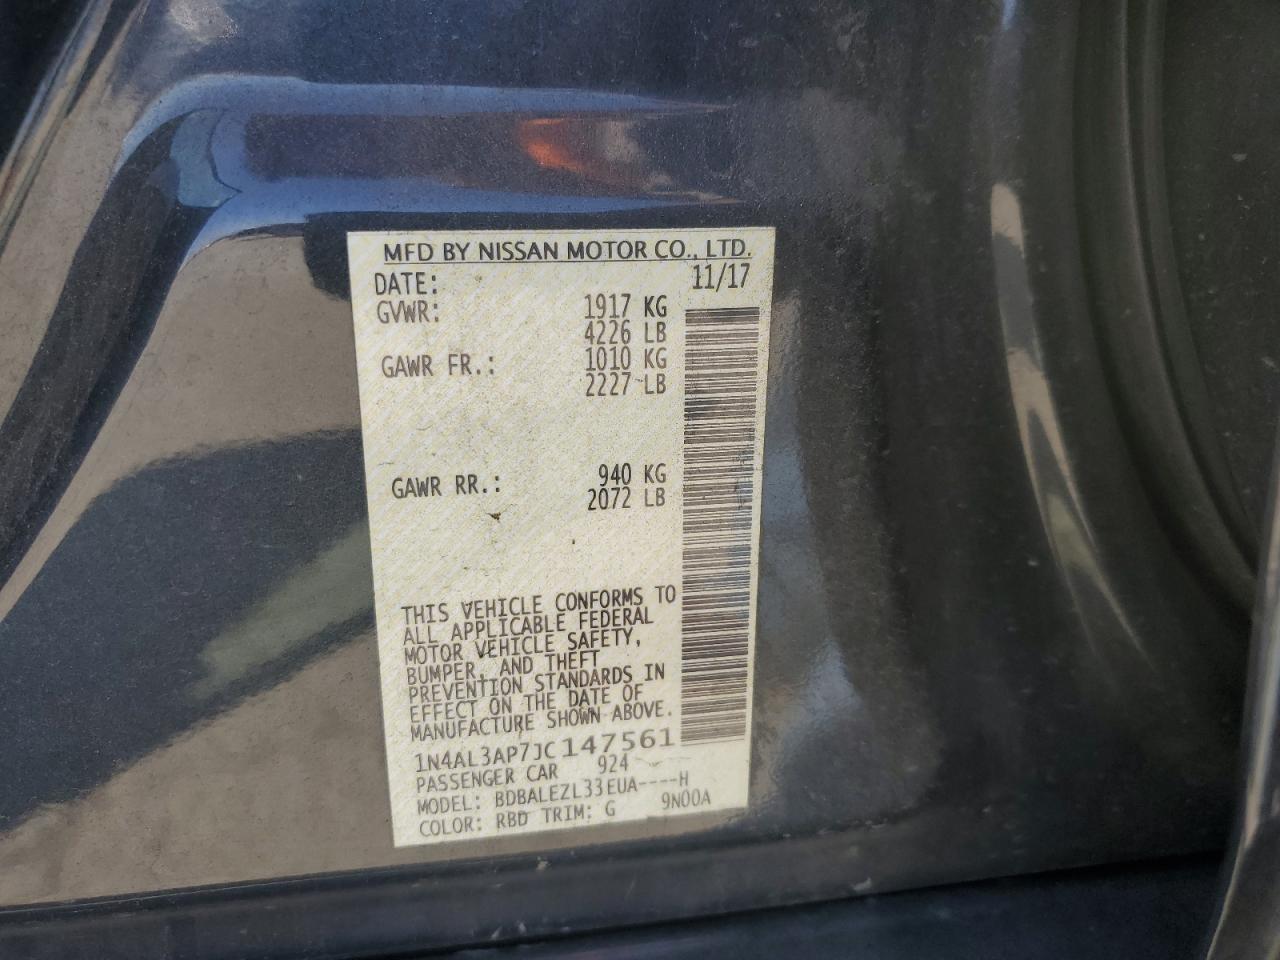 MFD BY NISSAN MOTOR CO., LTD.
DATE: 11/17
GVWR: 1917 KG
4226 LB
GAWR FR.: 1010 KG
2227 LB
GAWR RR.: 940 KG
2072 LB
THIS VEHICLE CONFORMS TO
ALL APPLICABLE FEDERAL
MOTOR VEHICLE SAFETY,
BUMPER, AND THEFT
PREVENTION STANDARDS IN
EFFECT ON THE DATE OF
MANUFACTURE SHOWN ABOVE.
1N4AL3AP7JC147561
PASSENGER CAR 924
MODEL: BDBALEZL33EUA----H
COLOR: RBD TRIM: G 9N00A